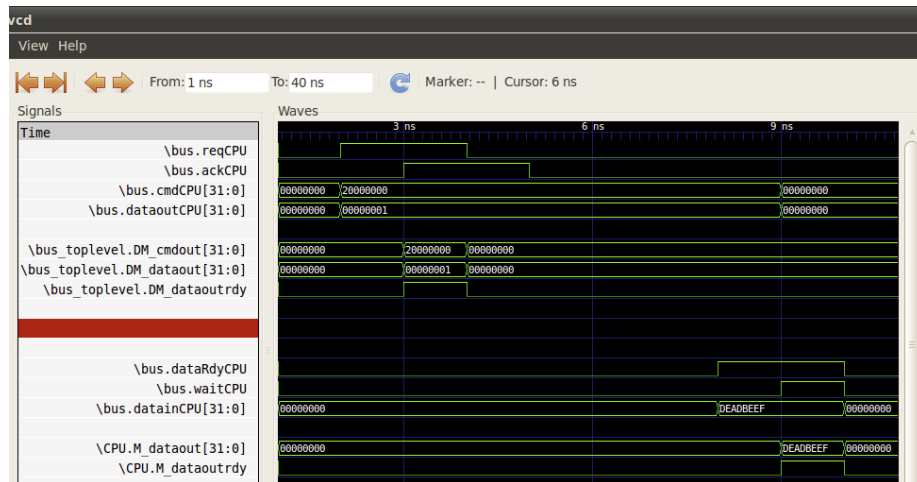 vcd
View Help
From: 1 ns To: 40 ns Marker: -- | Cursor: 6 ns
Signals Waves
Time 3 ns 6 ns 9 ns
\bus.reqCPU
\bus.ackCPU
\bus.cmdCPU[31:0] 00000000 20000000 00000000
\bus.dataoutCPU[31:0] 00000000 00000001 00000000
\bus_toplevel.DM_cmdout[31:0] 00000000 20000000 00000000
\bus_toplevel.DM_dataout[31:0] 00000000 00000001 00000000
\bus_toplevel.DM_dataoutrdy
\bus.dataRdyCPU
\bus.waitCPU
\bus.datainCPU[31:0] 00000000 DEADBEEF 00000000
\CPU.M_dataout[31:0] 00000000 DEADBEEF 00000000
\CPU.M_dataoutrdy